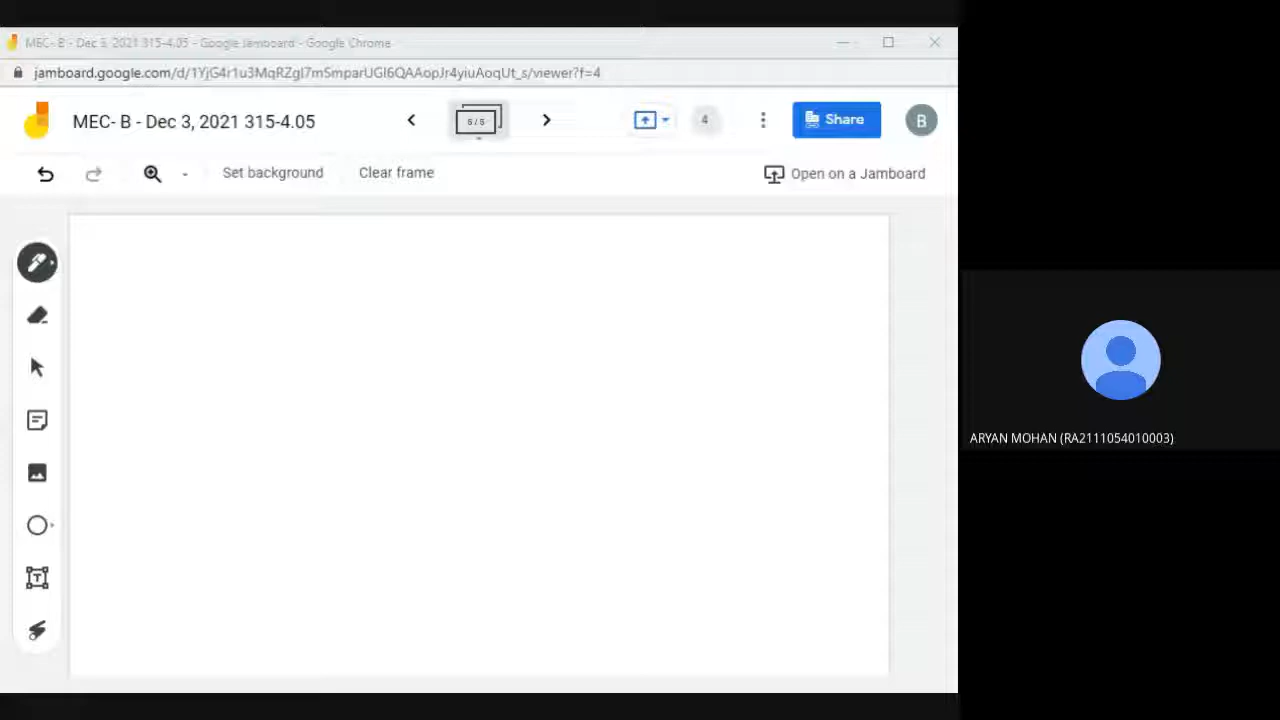 MEC- B - Dec 3, 2021 315-4.05 - Google Jamboard - Google Chrome
jamboard.google.com/d/1YjG4r1u3MqRZgI7mSmparUGI6QAAopJr4yiuAoqUt_s/viewer?f=4
MEC- B - Dec 3, 2021 315-4.05
5 / 5
4
Share
B
Set background
Clear frame
Open on a Jamboard
T
ARYAN MOHAN (RA2111054010003)